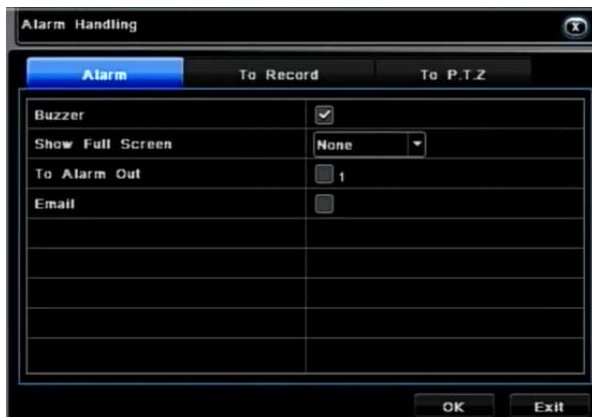 Alarm Handling
Alarm To Record To P.T.Z
Buzzer
Show Full Screen None
To Alarm Out 1
Email
OK Exit